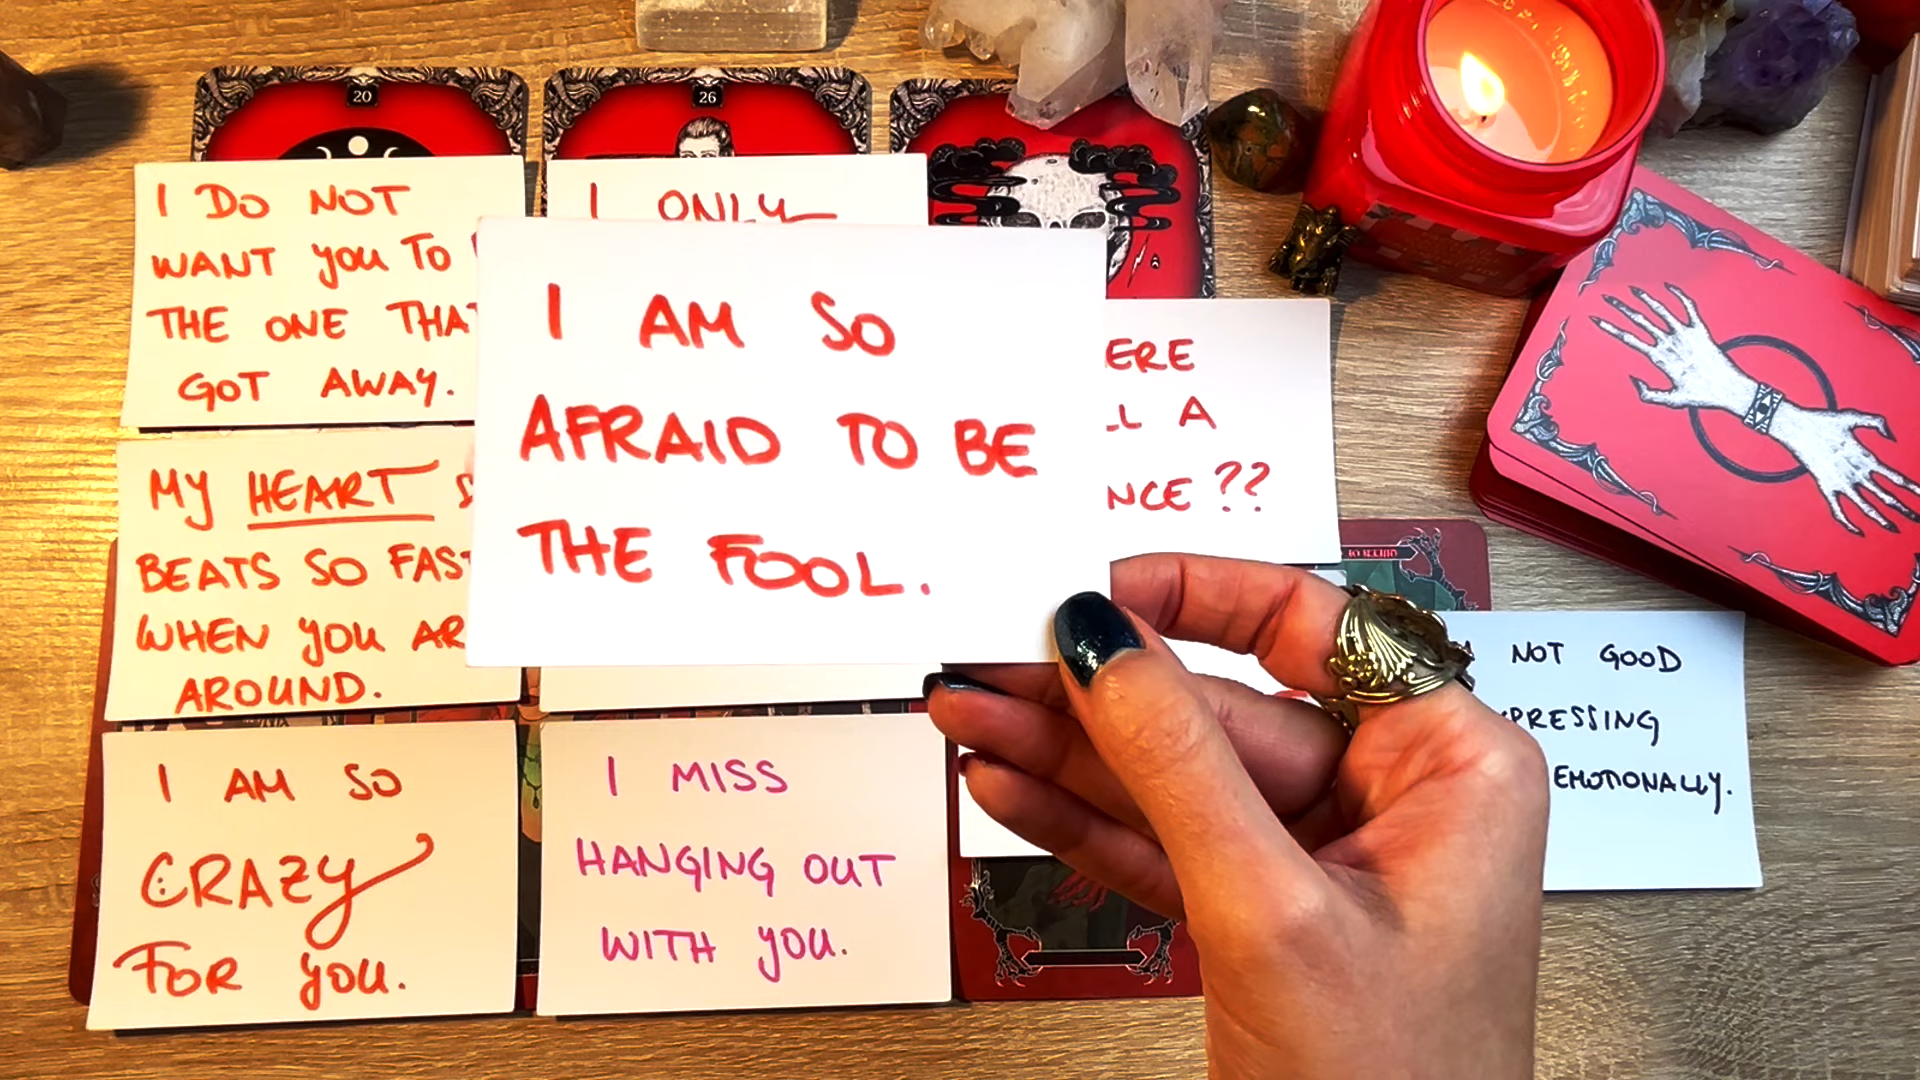 20
26
I DO NOT
WANT YOU TO
THE ONE THAT
GOT AWAY.
I ONLY
I AM SO
AFRAID TO BE
THE FOOL.
ERE
A
NCE ??
MY HEART
BEATS SO FAST
WHEN YOU AR
AROUND.
I AM SO
CRAZY
FOR YOU.
I MISS
HANGING OUT
WITH YOU.
NOT GOOD
PRESSING
EMOTIONALLY.